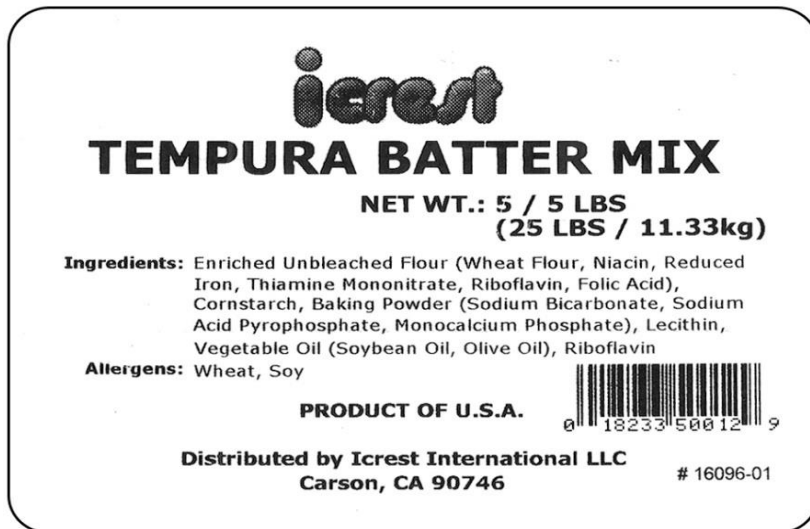 icrest
TEMPURA BATTER MIX
NET WT.: 5 / 5 LBS
(25 LBS / 11.33kg)
Ingredients: Enriched Unbleached Flour (Wheat Flour, Niacin, Reduced
Iron, Thiamine Mononitrate, Riboflavin, Folic Acid),
Cornstarch, Baking Powder (Sodium Bicarbonate, Sodium
Acid Pyrophosphate, Monocalcium Phosphate), Lecithin,
Vegetable Oil (Soybean Oil, Olive Oil), Riboflavin
Allergens: Wheat, Soy
PRODUCT OF U.S.A.
0 18233 50012 9
Distributed by Icrest International LLC
Carson, CA 90746
# 16096-01